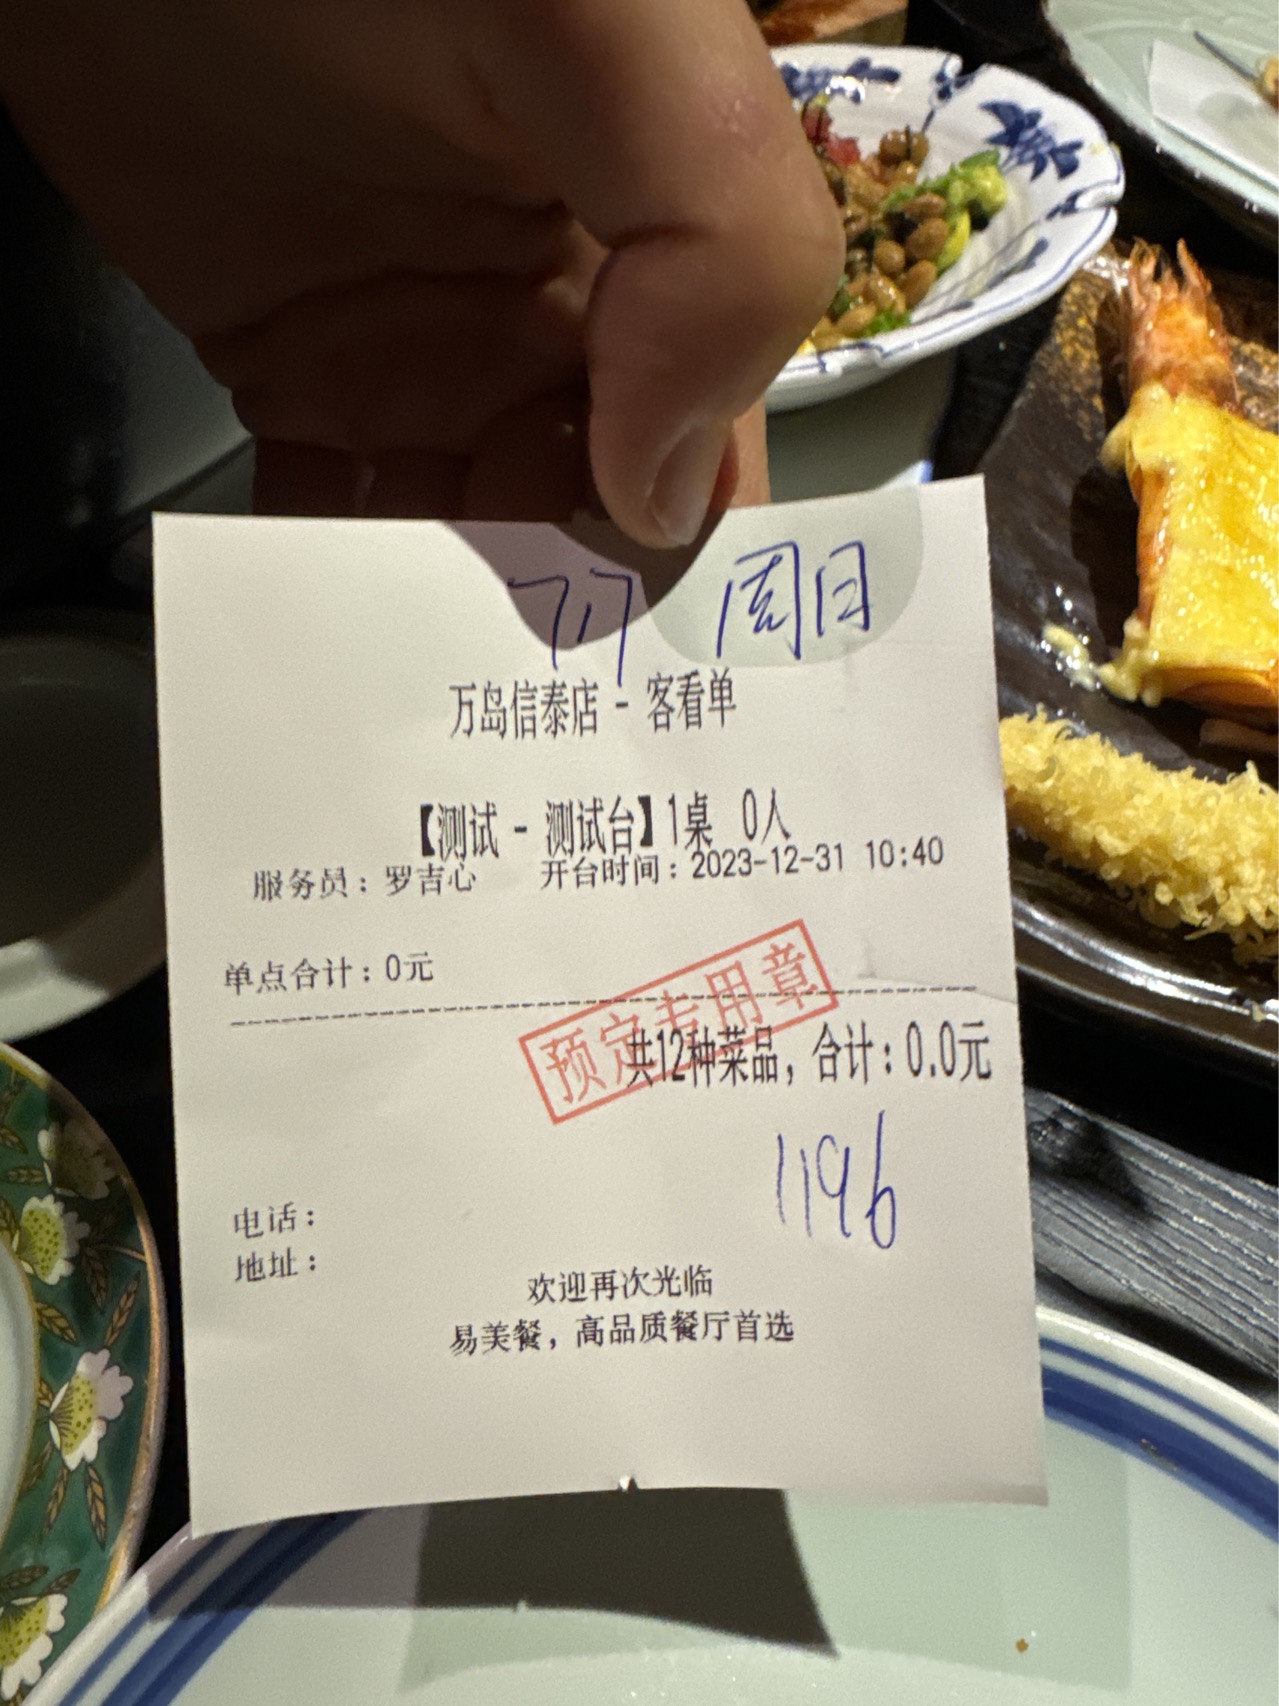 717 周日
万岛信泰店 - 客看单
【测试 - 测试台】1桌 0人
服务员：罗吉心 开台时间：2023-12-31 10:40
单点合计：0元
预定专用章
共12种菜品，合计：0.0元
1196
电话：
地址：
欢迎再次光临
易美餐，高品质餐厅首选